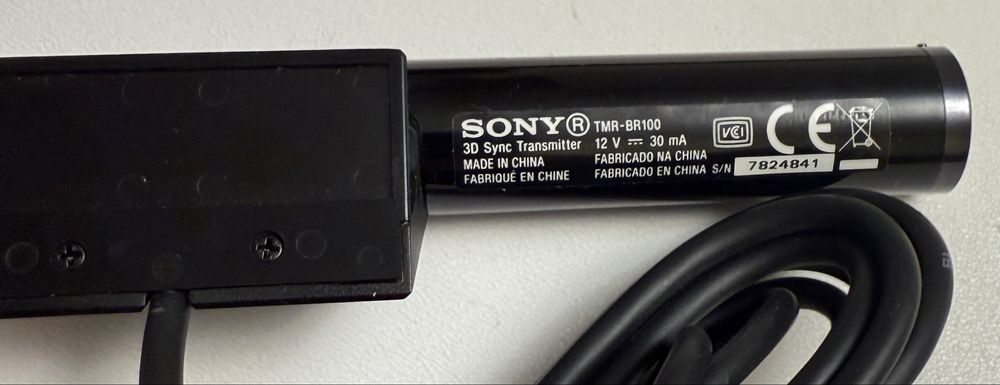 SONY® TMR-BR100
3D Sync Transmitter 12 V ⎓ 30 mA
MADE IN CHINA FABRICADO NA CHINA
FABRIQUÉ EN CHINE FABRICADO EN CHINA S/N 7824841
VCI CE